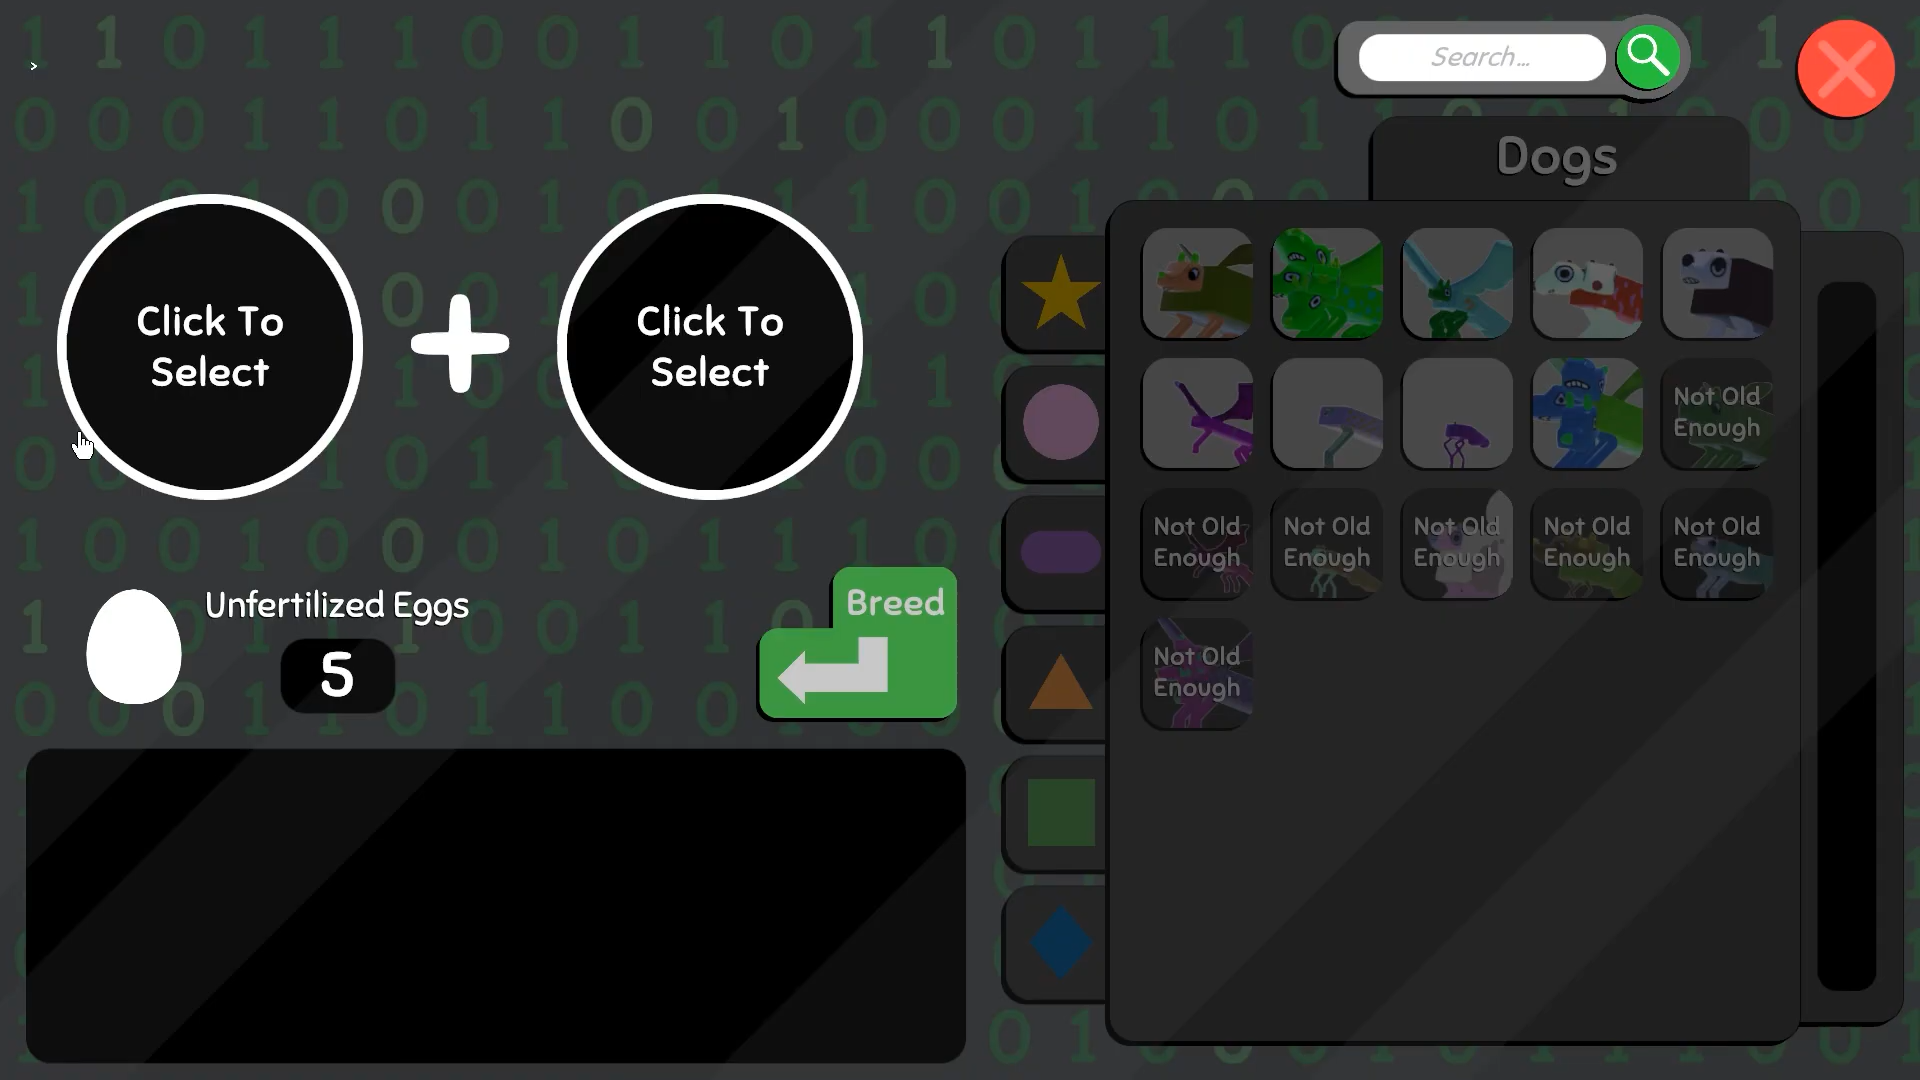 >
Search...
Dogs
Click To
Select
Click To
Select
Not Old
Enough
Not Old
Enough
Not Old
Enough
Not Old
Enough
Not Old
Enough
Not Old
Enough
Unfertilized Eggs
5
Breed
Not Old
Enough